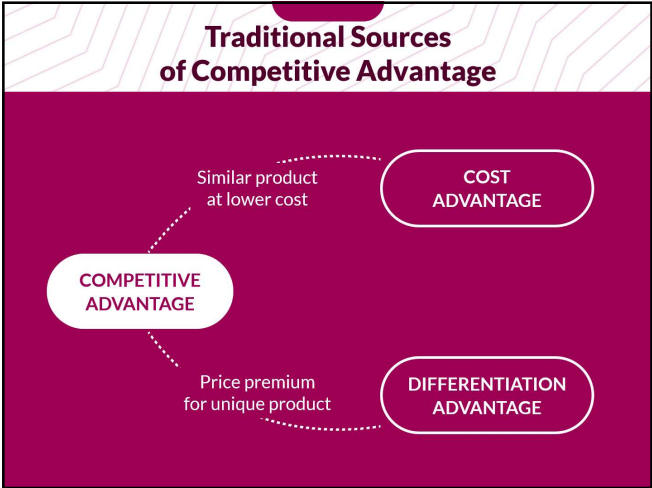 Traditional Sources
of Competitive Advantage
Similar product
at lower cost
COST
ADVANTAGE
COMPETITIVE
ADVANTAGE
Price premium
for unique product
DIFFERENTIATION
ADVANTAGE